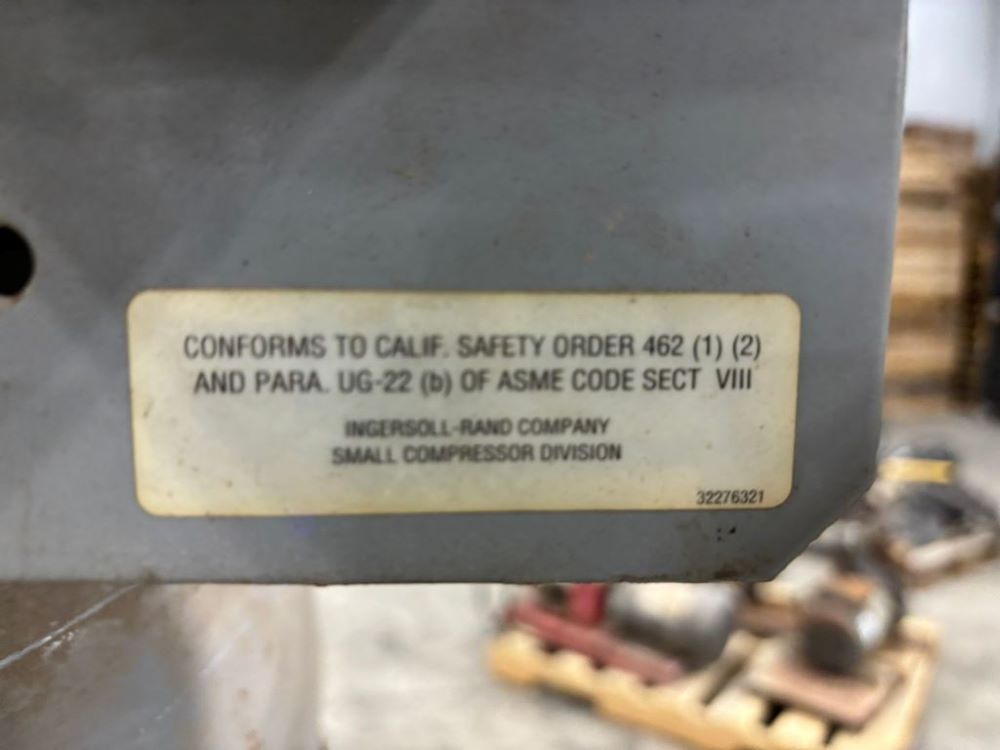 CONFORMS TO CALIF. SAFETY ORDER 462 (1) (2)
AND PARA. UG-22 (b) OF ASME CODE SECT VIII
INGERSOLL-RAND COMPANY
SMALL COMPRESSOR DIVISION
32276321